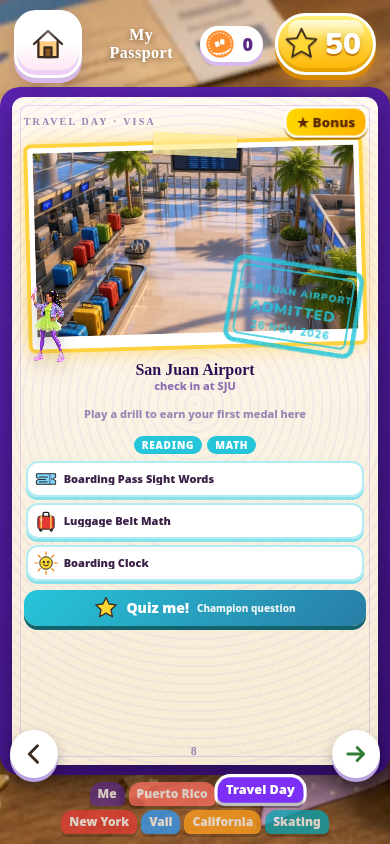 My
Passport
0
50
TRAVEL DAY · VISA
★ Bonus
SAN JUAN AIRPORT
ADMITTED
26 NOV 2026
San Juan Airport
check in at SJU
Play a drill to earn your first medal here
READING
MATH
Boarding Pass Sight Words
Luggage Belt Math
Boarding Clock
Quiz me! Champion question
8
Me
Puerto Rico
Travel Day
New York
Vail
California
Skating